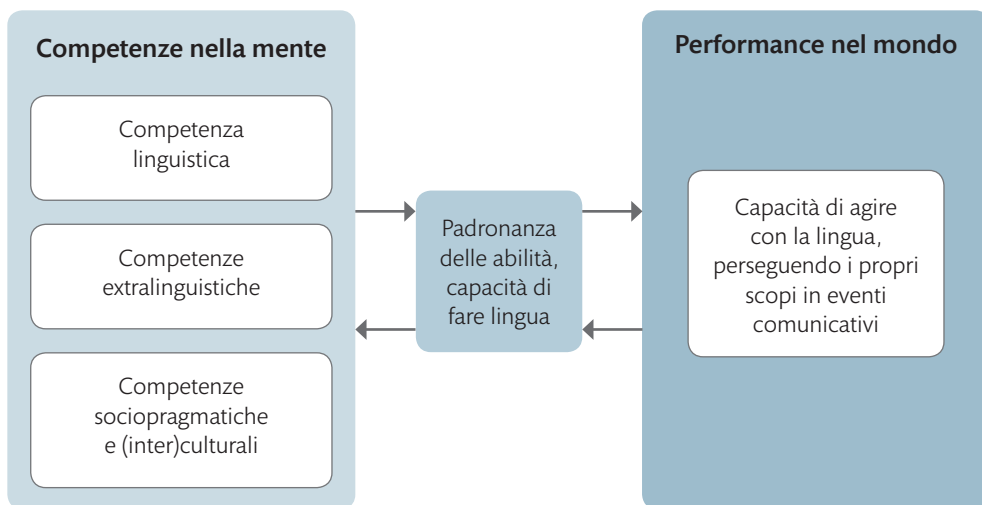 Competenze nella mente
Competenza
linguistica
Competenze
extralinguistiche
Competenze
sociopragmatiche
e (inter)culturali
Padronanza
delle abilità,
capacità di
fare lingua
Performance nel mondo
Capacità di agire
con la lingua,
perseguendo i propri
scopi in eventi
comunicativi